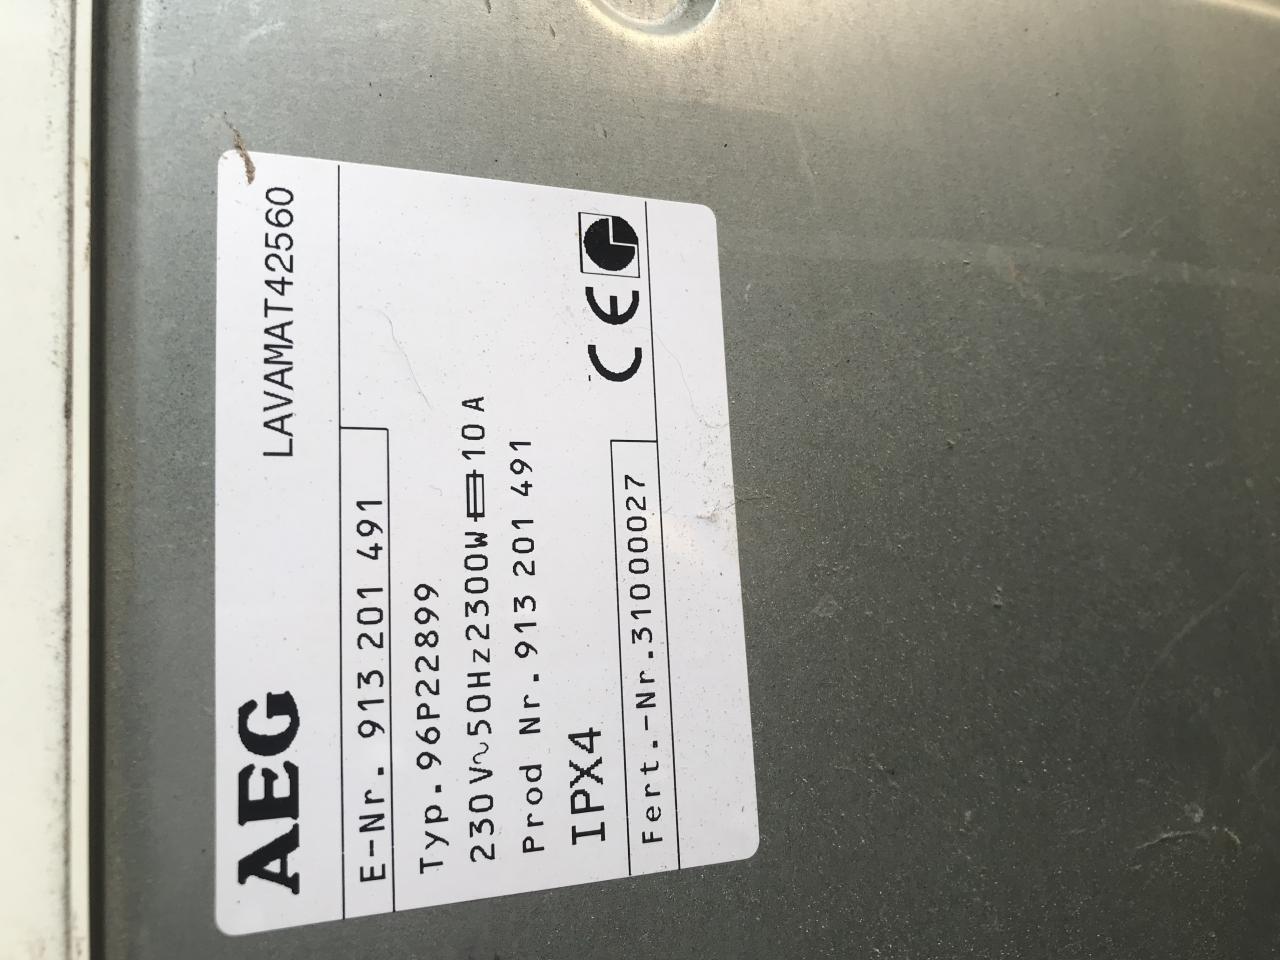 AEG LAVAMAT42560
E-Nr. 913 201 491
Typ. 96P22899
230V~50Hz2300W 10A
Prod Nr. 913 201 491
IPX4 CE
Fert.-Nr.31000027